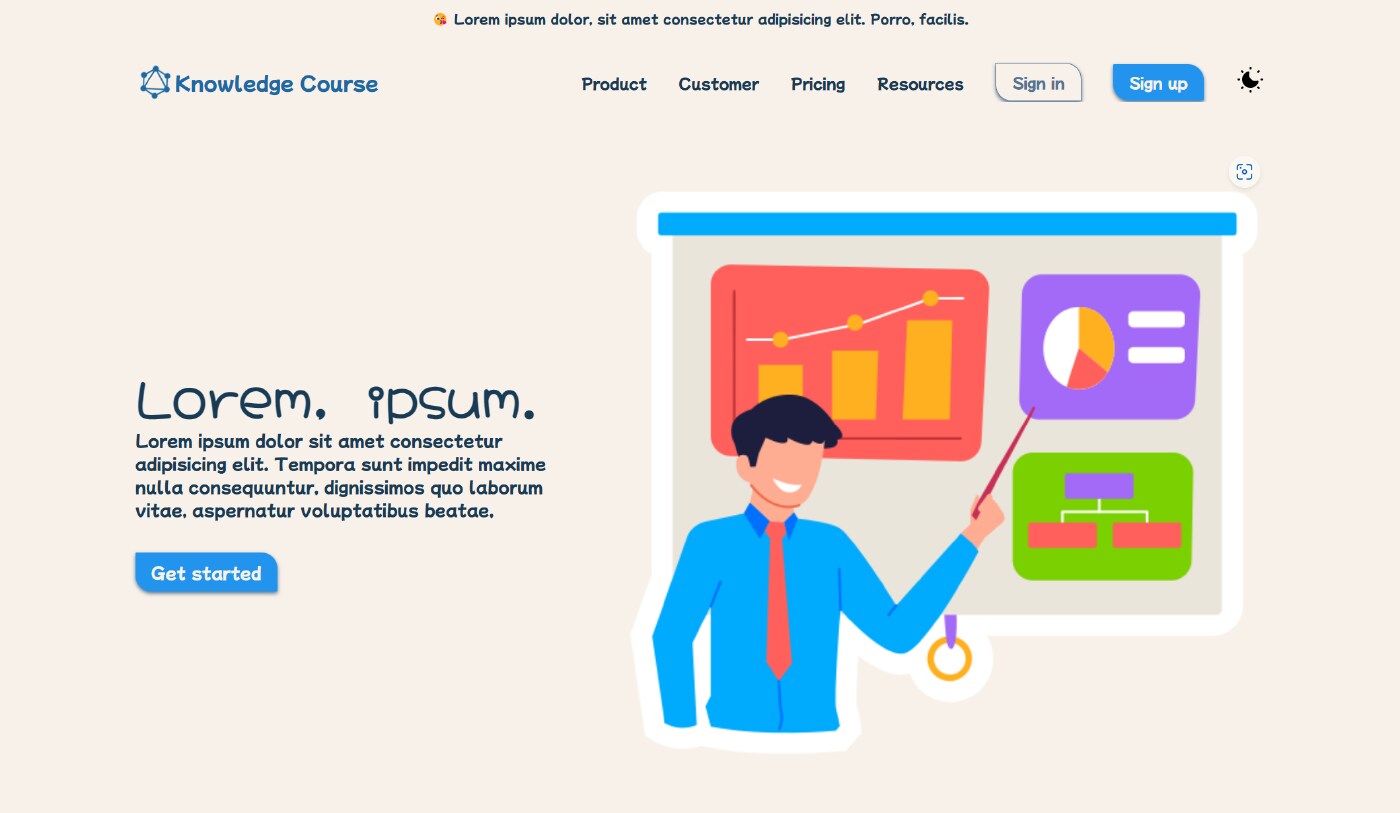 😘 Lorem ipsum dolor, sit amet consectetur adipisicing elit. Porro, facilis.
Knowledge Course
Product
Customer
Pricing
Resources
Sign in
Sign up
Lorem, ipsum.
Lorem ipsum dolor sit amet consectetur
adipisicing elit. Tempora sunt impedit maxime
nulla consequuntur, dignissimos quo laborum
vitae, aspernatur voluptatibus beatae.
Get started